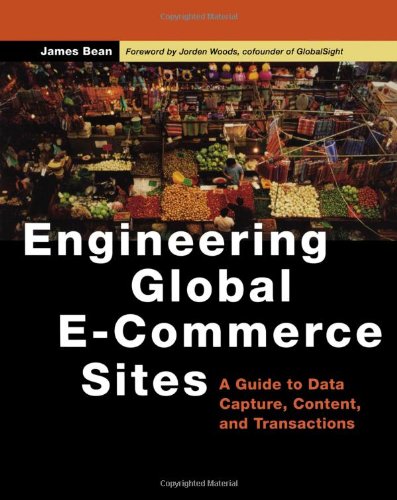 Copyrighted Material
James Bean Foreword by Jorden Woods, cofounder of GlobalSight
Engineering
Global
E-Commerce
Sites
A Guide to Data
Capture, Content,
and Transactions
Copyrighted Material